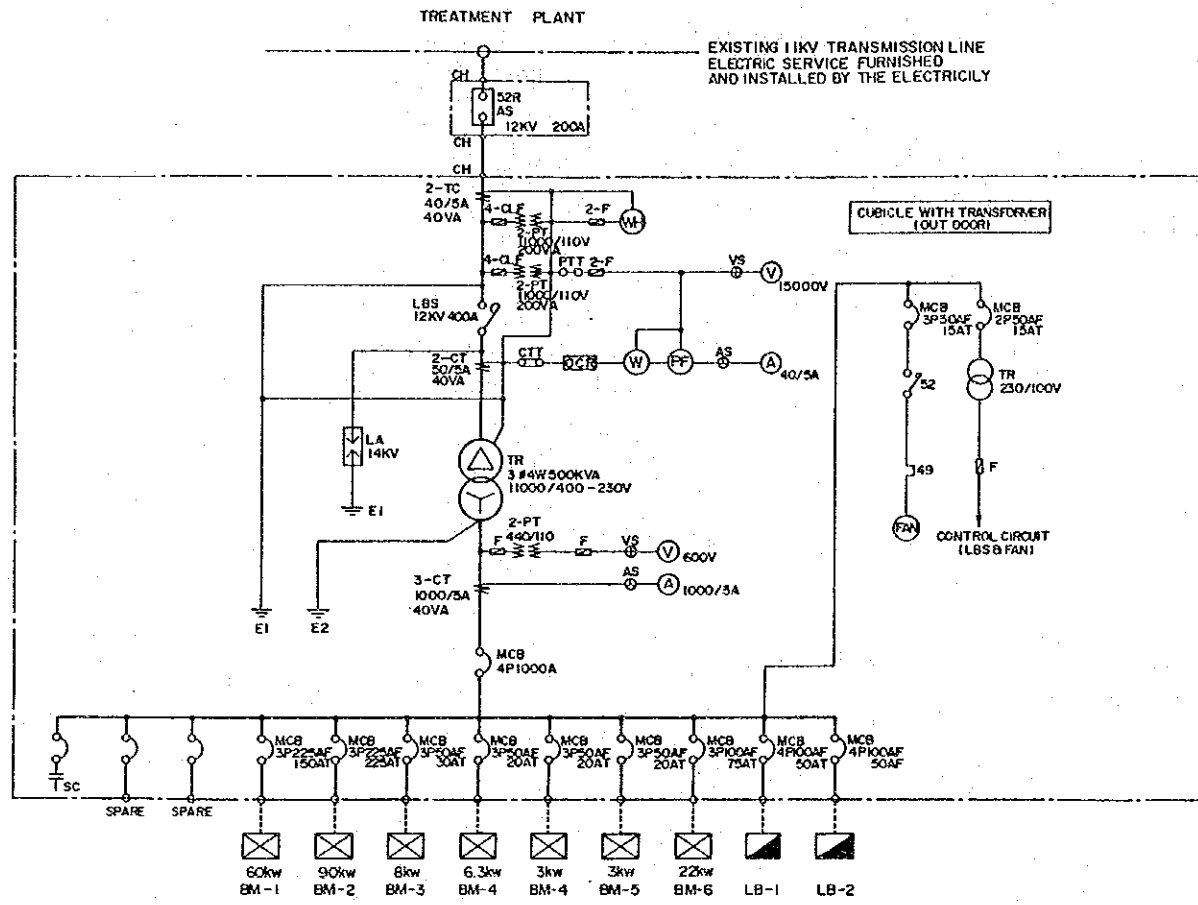 TREATMENT PLANT
EXISTING 11KV TRANSMISSION LINE
ELECTRIC SERVICE FURNISHED
AND INSTALLED BY THE ELECTRICILY
CH
52R
AS
12KV 200A
CH
CH
2-TC
40/5A
40VA
4-CLF
2-F
WH
2-PT
11000/110V
200VA
CUBICLE WITH TRANSFORMER
(OUT DOOR)
4-CLF
PTT 2-F
VS
V
15000V
2-PT
11000/110V
200VA
LBS
12KV 400A
MCB
3P50AF
15AT
MCB
2P50AF
15AT
2-CT
50/5A
40VA
CTT
OCR
W
PF
AS
A
40/5A
52
TR
230/100V
LA
14KV
E1
TR
3 # 4W 500KVA
11000/400-230V
49
F
FAN
CONTROL CIRCUIT
(LBS & FAN)
2-PT
440/110
F
F
VS
V
600V
3-CT
1000/5A
40VA
AS
A
1000/5A
E1
E2
MCB
4P1000A
MCB
3P225AF
150AT
MCB
3P225AF
225AT
MCB
3P50AF
30AT
MCB
3P50AF
20AT
MCB
3P50AF
20AT
MCB
3P50AF
20AT
MCB
3P100AF
75AT
MCB
4P100AF
50AT
MCB
4P100AF
50AF
SC
SPARE
SPARE
60kw
BM-1
90kw
BM-2
8kw
BM-3
6.3kw
BM-4
3kw
BM-4
3kw
BM-5
22kw
BM-6
LB-1
LB-2